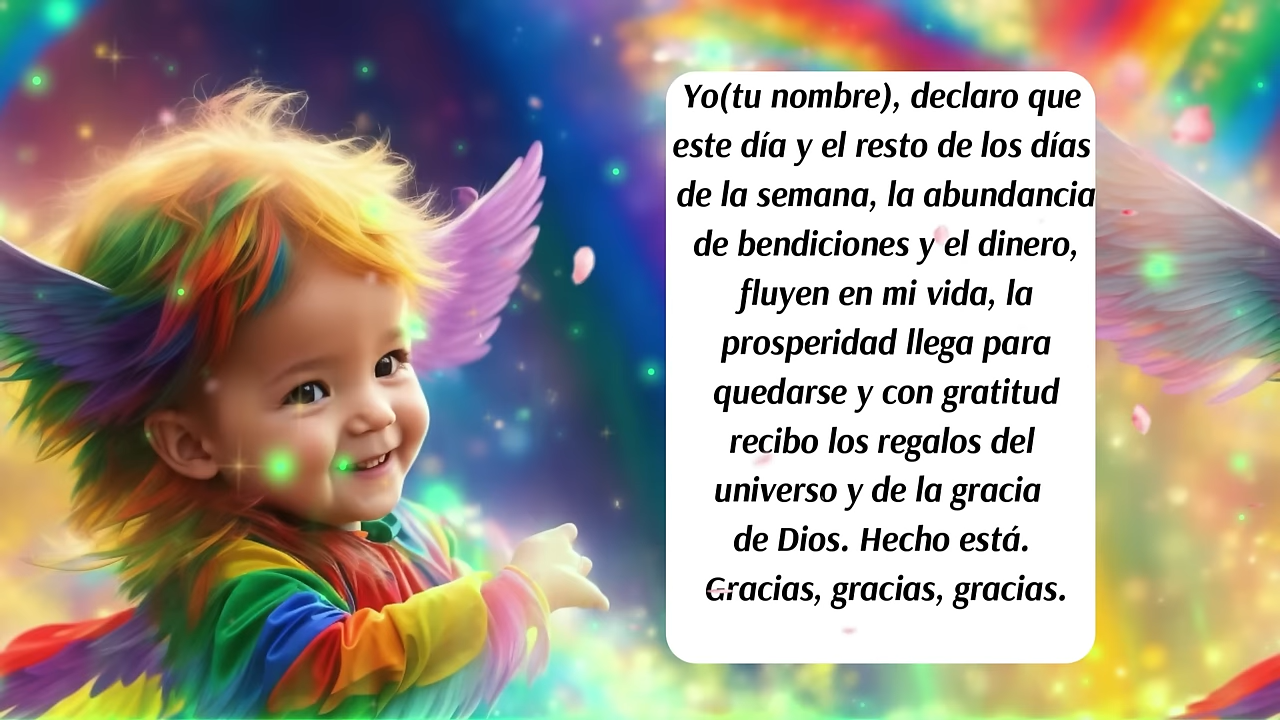 Yo(tu nombre), declaro que
este día y el resto de los días
de la semana, la abundancia
de bendiciones y el dinero,
fluyen en mi vida, la
prosperidad llega para
quedarse y con gratitud
recibo los regalos del
universo y de la gracia
de Dios. Hecho está.
Gracias, gracias, gracias.